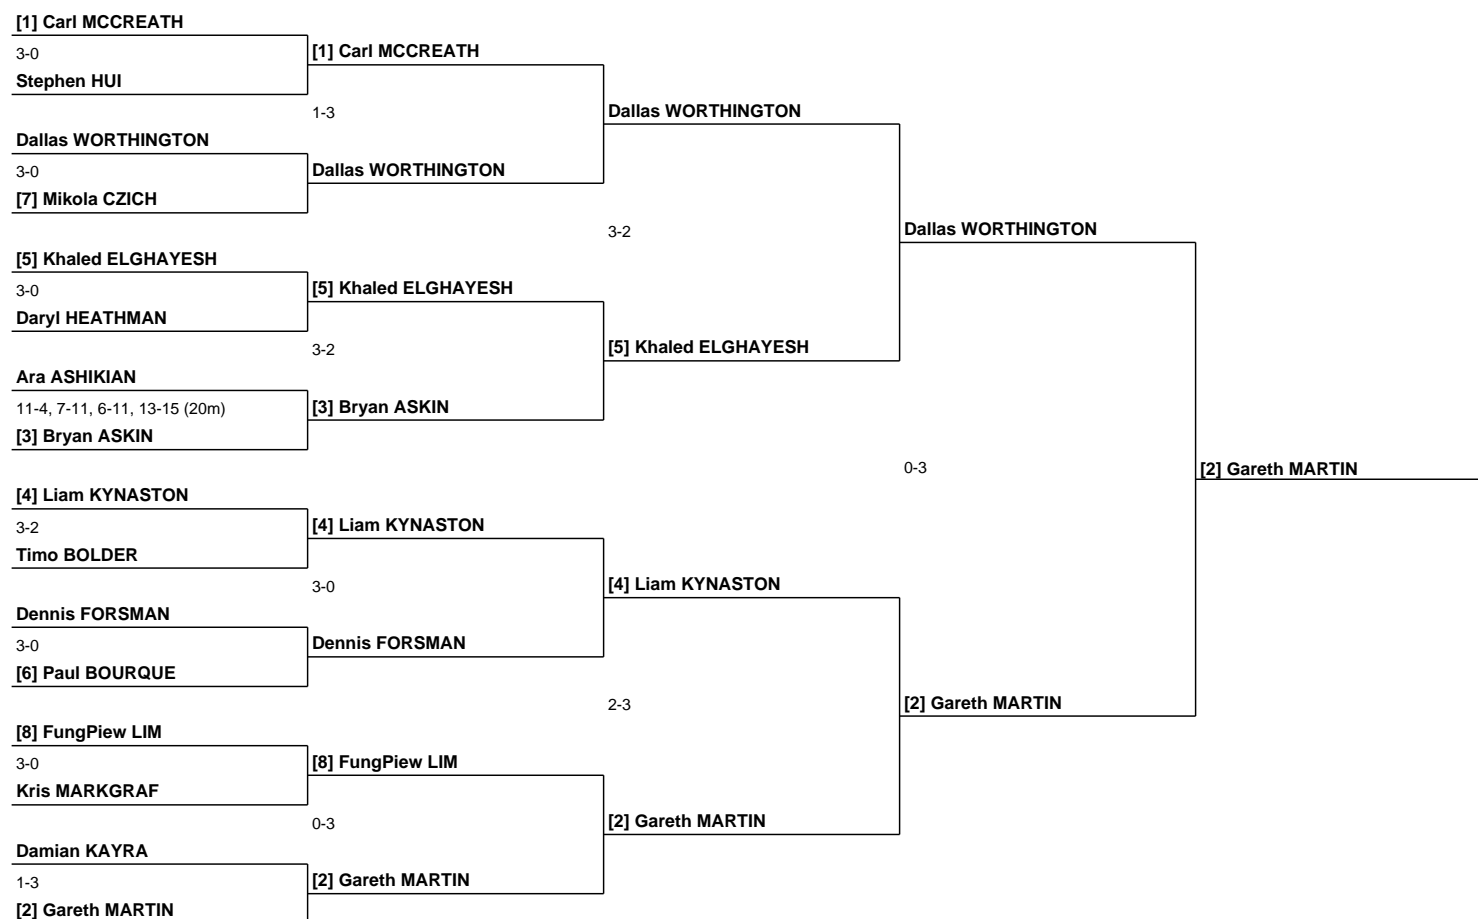 [1] Carl MCCREATH
3-0
Stephen HUI
Dallas WORTHINGTON
3-0
[7] Mikola CZICH
[5] Khaled ELGHAYESH
3-0
Daryl HEATHMAN
Ara ASHIKIAN
11-4, 7-11, 6-11, 13-15 (20m)
[3] Bryan ASKIN
[4] Liam KYNASTON
3-2
Timo BOLDER
Dennis FORSMAN
3-0
[6] Paul BOURQUE
[8] FungPiew LIM
3-0
Kris MARKGRAF
Damian KAYRA
1-3
[2] Gareth MARTIN
[1] Carl MCCREATH
1-3
Dallas WORTHINGTON
[5] Khaled ELGHAYESH
3-2
[3] Bryan ASKIN
[4] Liam KYNASTON
3-0
Dennis FORSMAN
[8] FungPiew LIM
0-3
[2] Gareth MARTIN
Dallas WORTHINGTON
3-2
[5] Khaled ELGHAYESH
[4] Liam KYNASTON
2-3
[2] Gareth MARTIN
Dallas WORTHINGTON
0-3
[2] Gareth MARTIN
[2] Gareth MARTIN